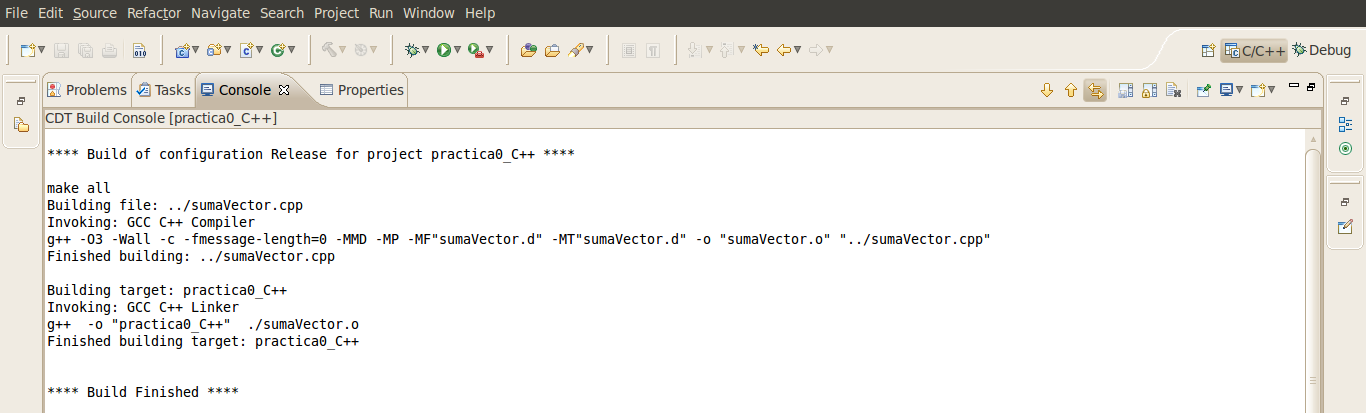 File Edit Source Refactor Navigate Search Project Run Window Help
010
C/C++ Debug
Problems Tasks Console Properties
CDT Build Console [practica0_C++]
**** Build of configuration Release for project practica0_C++ ****
make all
Building file: ../sumaVector.cpp
Invoking: GCC C++ Compiler
g++ -O3 -Wall -c -fmessage-length=0 -MMD -MP -MF"sumaVector.d" -MT"sumaVector.d" -o "sumaVector.o" "../sumaVector.cpp"
Finished building: ../sumaVector.cpp
Building target: practica0_C++
Invoking: GCC C++ Linker
g++  -o "practica0_C++"  ./sumaVector.o
Finished building target: practica0_C++
**** Build Finished ****